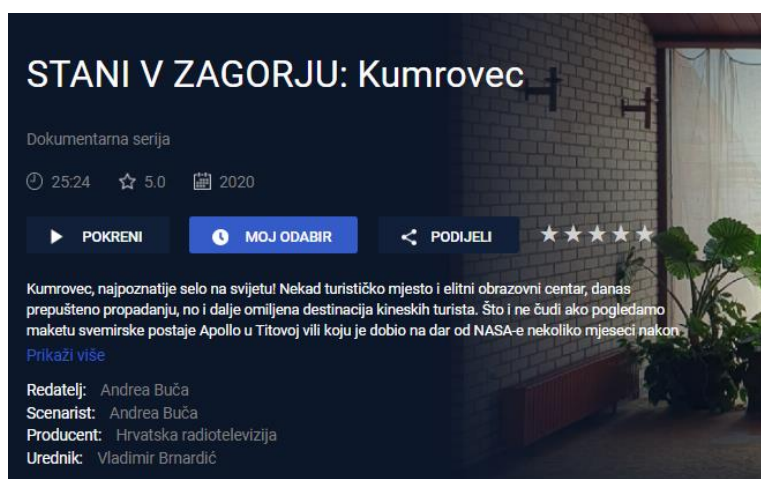 STANI V ZAGORJU: Kumrovec
Dokumentarna serija
25:24 5.0 2020
POKRENI MOJ ODABIR PODIJELI
Kumrovec, najpoznatije selo na svijetu! Nekad turističko mjesto i elitni obrazovni centar, danas
prepušteno propadanju, no i dalje omiljena destinacija kineskih turista. Što i ne čudi ako pogledamo
maketu svemirske postaje Apollo u Titovoj vili koju je dobio na dar od NASA-e nekoliko mjeseci nakon
Prikaži više
Redatelj: Andrea Buča
Scenarist: Andrea Buča
Producent: Hrvatska radiotelevizija
Urednik: Vladimir Brnardić